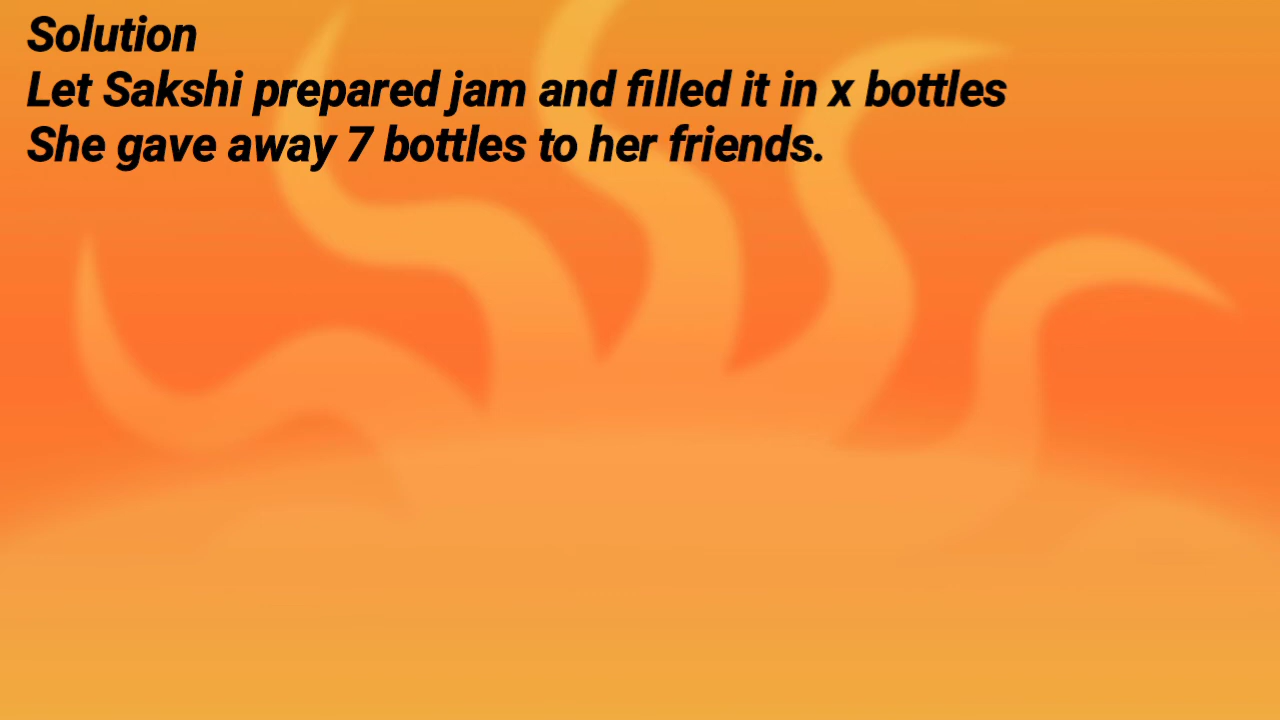 Solution
Let Sakshi prepared jam and filled it in x bottles
She gave away 7 bottles to her friends.